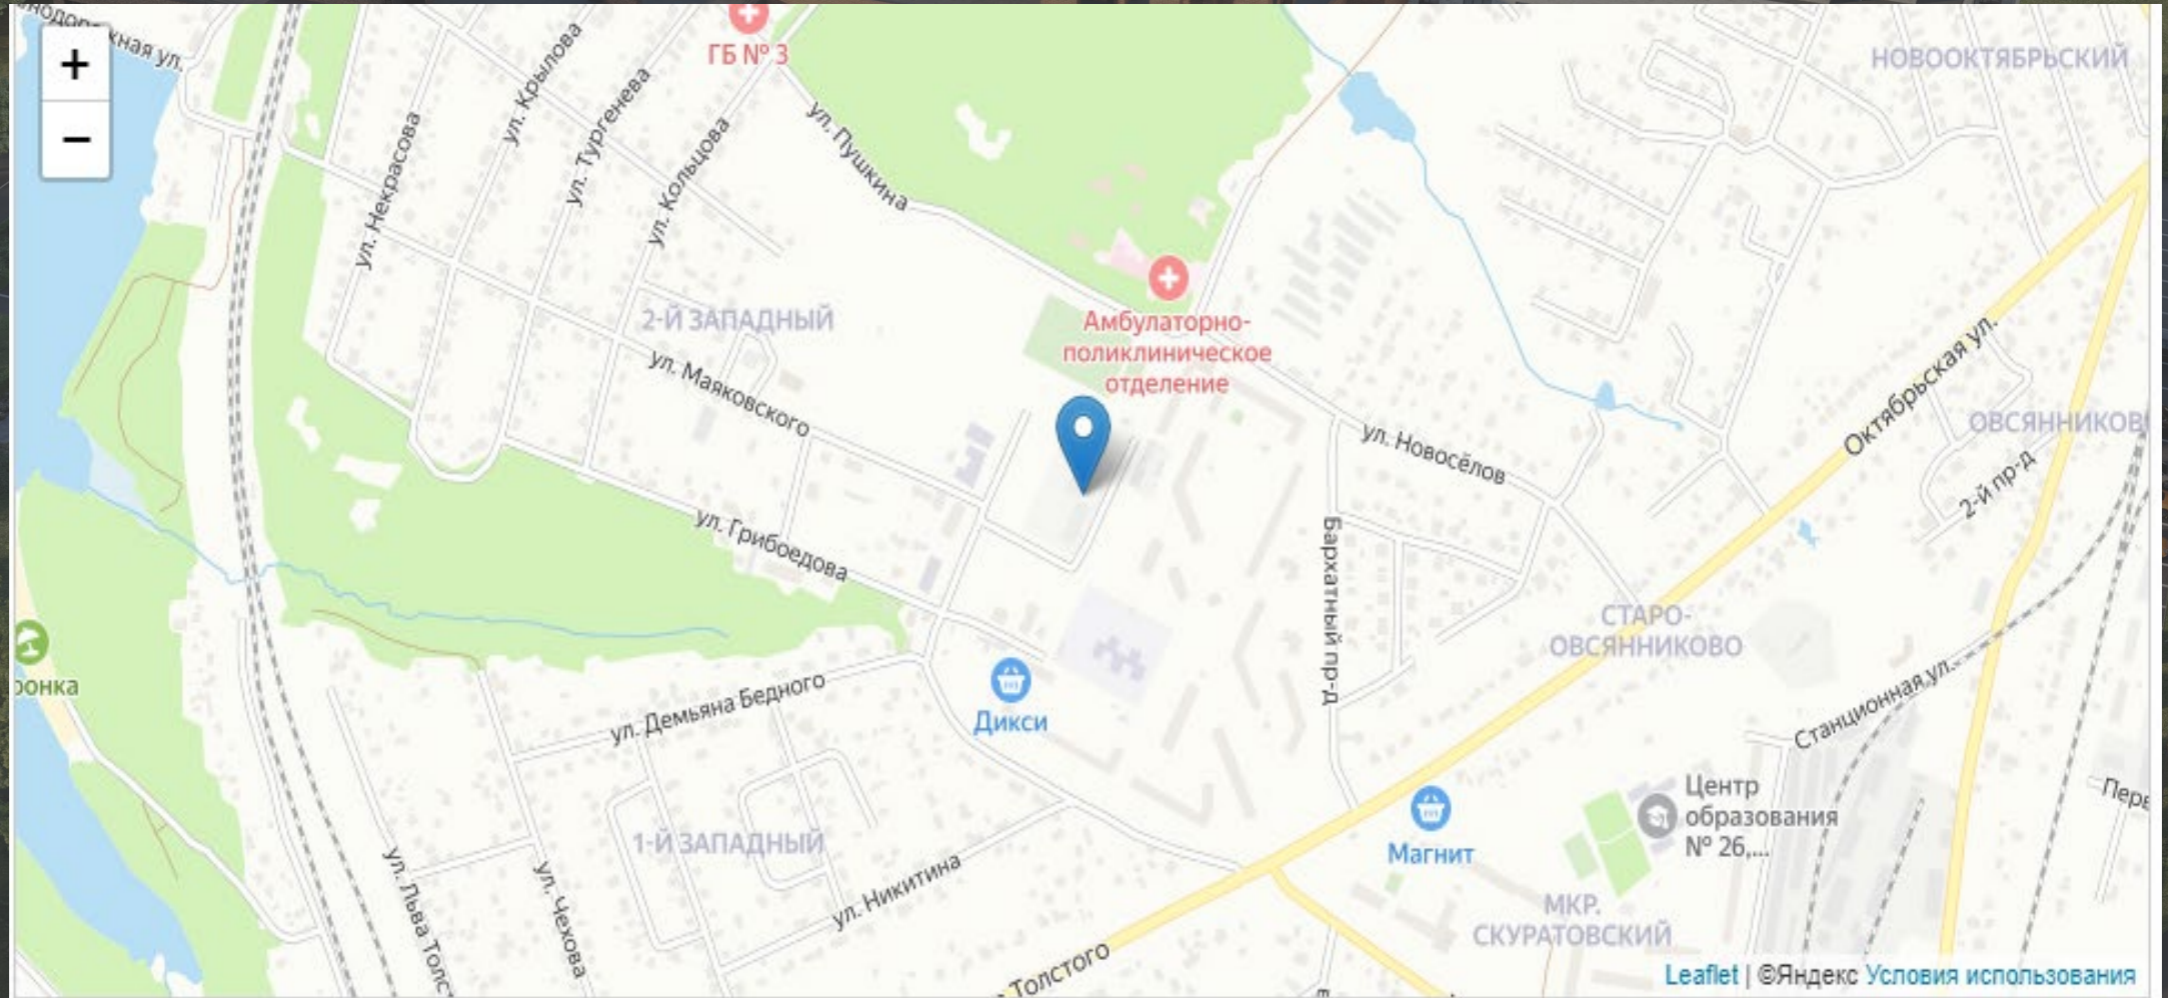 +
−
ГБ № 3
НОВООКТЯБРЬСКИЙ
ул. Крылова
ул. Тургенева
ул. Некрасова
ул. Кольцова
ул. Пушкина
2-Й ЗАПАДНЫЙ
Амбулаторно-
поликлиническое
отделение
ул. Маяковского
ул. Новосёлов
Октябрьская ул.
2-й пр-д
ул. Грибоедова
Бархатный пр-д
СТАРО-
ОВСЯННИКОВО
Дикси
ул. Демьяна Бедного
Станционная ул.
Центр
образования
№ 26,...
Магнит
1-Й ЗАПАДНЫЙ
ул. Никитина
ул. Чехова
МКР.
СКУРАТОВСКИЙ
Толстого
Leaflet | ©Яндекс Условия использования